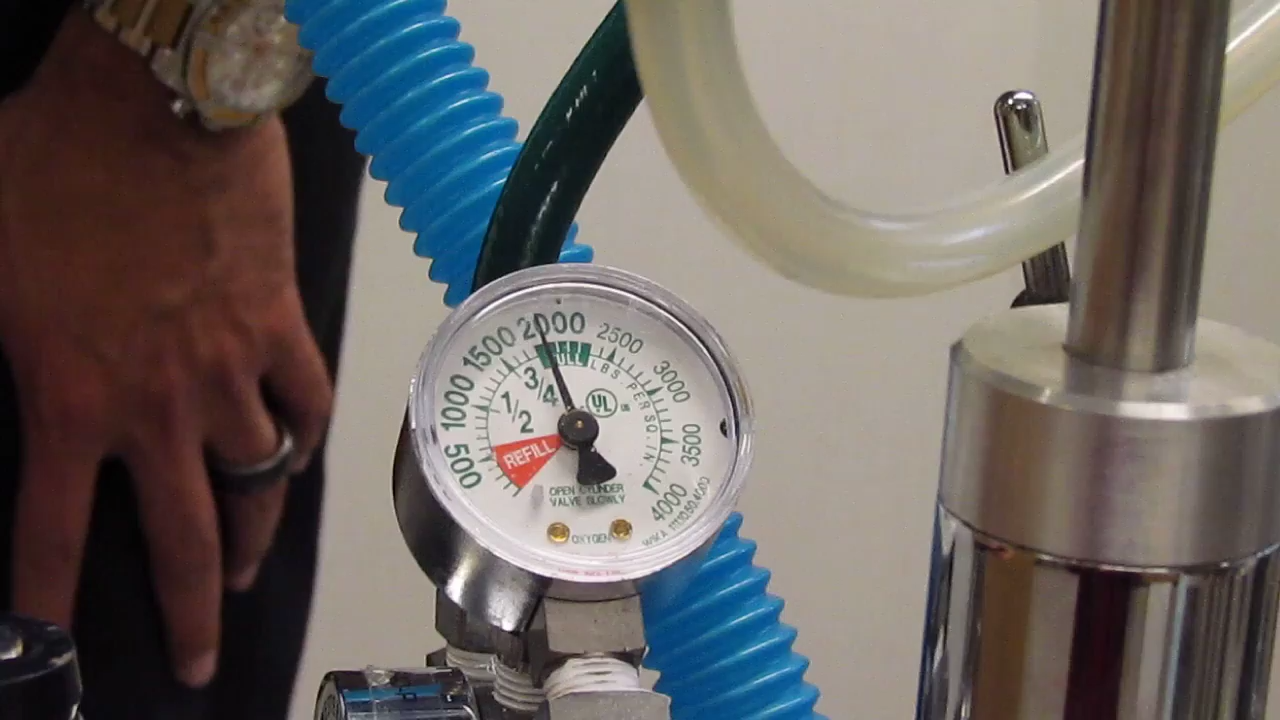 500
1000
1500
2000
2500
3000
3500
4000
FULL
3/4
1/2
REFILL
LBS PER SQ. IN.
UL
OPEN CYLINDER
VALVE SLOWLY
OXYGEN
WIKA